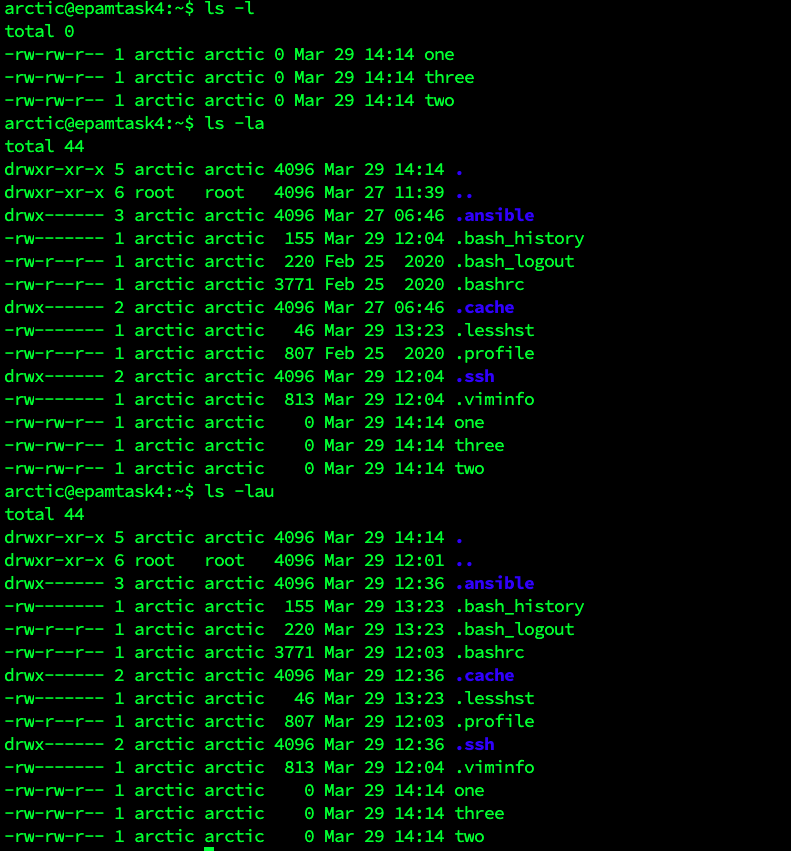 arctic@epamtask4:~$ ls -l
total 0
-rw-rw-r-- 1 arctic arctic 0 Mar 29 14:14 one
-rw-rw-r-- 1 arctic arctic 0 Mar 29 14:14 three
-rw-rw-r-- 1 arctic arctic 0 Mar 29 14:14 two
arctic@epamtask4:~$ ls -la
total 44
drwxr-xr-x 5 arctic arctic 4096 Mar 29 14:14 .
drwxr-xr-x 6 root   root   4096 Mar 27 11:39 ..
drwx------ 3 arctic arctic 4096 Mar 27 06:46 .ansible
-rw------- 1 arctic arctic  155 Mar 29 12:04 .bash_history
-rw-r--r-- 1 arctic arctic  220 Feb 25  2020 .bash_logout
-rw-r--r-- 1 arctic arctic 3771 Feb 25  2020 .bashrc
drwx------ 2 arctic arctic 4096 Mar 27 06:46 .cache
-rw------- 1 arctic arctic   46 Mar 29 13:23 .lesshst
-rw-r--r-- 1 arctic arctic  807 Feb 25  2020 .profile
drwx------ 2 arctic arctic 4096 Mar 29 12:04 .ssh
-rw------- 1 arctic arctic  813 Mar 29 12:04 .viminfo
-rw-rw-r-- 1 arctic arctic    0 Mar 29 14:14 one
-rw-rw-r-- 1 arctic arctic    0 Mar 29 14:14 three
-rw-rw-r-- 1 arctic arctic    0 Mar 29 14:14 two
arctic@epamtask4:~$ ls -lau
total 44
drwxr-xr-x 5 arctic arctic 4096 Mar 29 14:14 .
drwxr-xr-x 6 root   root   4096 Mar 29 12:01 ..
drwx------ 3 arctic arctic 4096 Mar 29 12:36 .ansible
-rw------- 1 arctic arctic  155 Mar 29 13:23 .bash_history
-rw-r--r-- 1 arctic arctic  220 Mar 29 13:23 .bash_logout
-rw-r--r-- 1 arctic arctic 3771 Mar 29 12:03 .bashrc
drwx------ 2 arctic arctic 4096 Mar 29 12:36 .cache
-rw------- 1 arctic arctic   46 Mar 29 13:23 .lesshst
-rw-r--r-- 1 arctic arctic  807 Mar 29 12:03 .profile
drwx------ 2 arctic arctic 4096 Mar 29 12:36 .ssh
-rw------- 1 arctic arctic  813 Mar 29 12:04 .viminfo
-rw-rw-r-- 1 arctic arctic    0 Mar 29 14:14 one
-rw-rw-r-- 1 arctic arctic    0 Mar 29 14:14 three
-rw-rw-r-- 1 arctic arctic    0 Mar 29 14:14 two